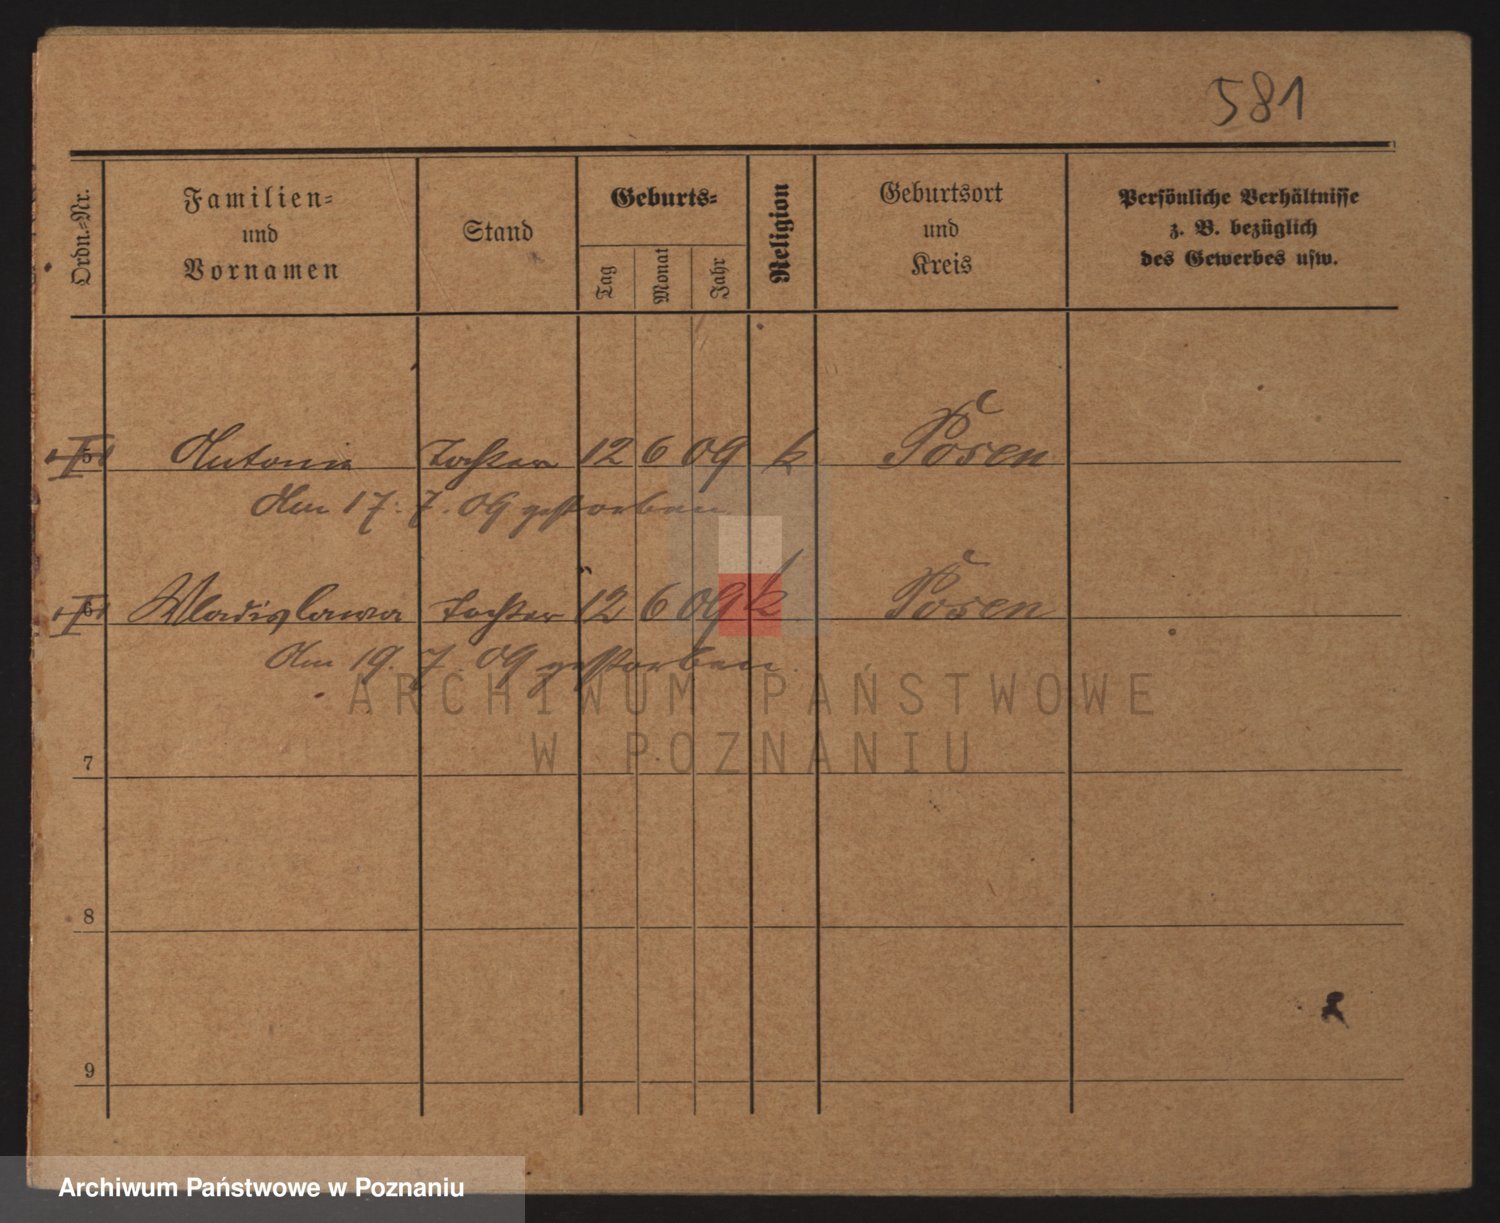 581
Ordn.-Nr.
Familien- und Vornamen
Stand
Geburts-
Tag
Monat
Jahr
Religion
Geburtsort und Kreis
Persönliche Verhältnisse z. B. bezüglich des Gewerbes usw.
5 Antonie Tochter 12 6 09 k Posen
Am 17. 7. 09 gestorben
6 Wladislawa Tochter 12 6 09 k Posen
Am 19. 7. 09 gestorben.
ARCHIWUM PAŃSTWOWE
W POZNANIU
7
8
9
Archiwum Państwowe w Poznaniu